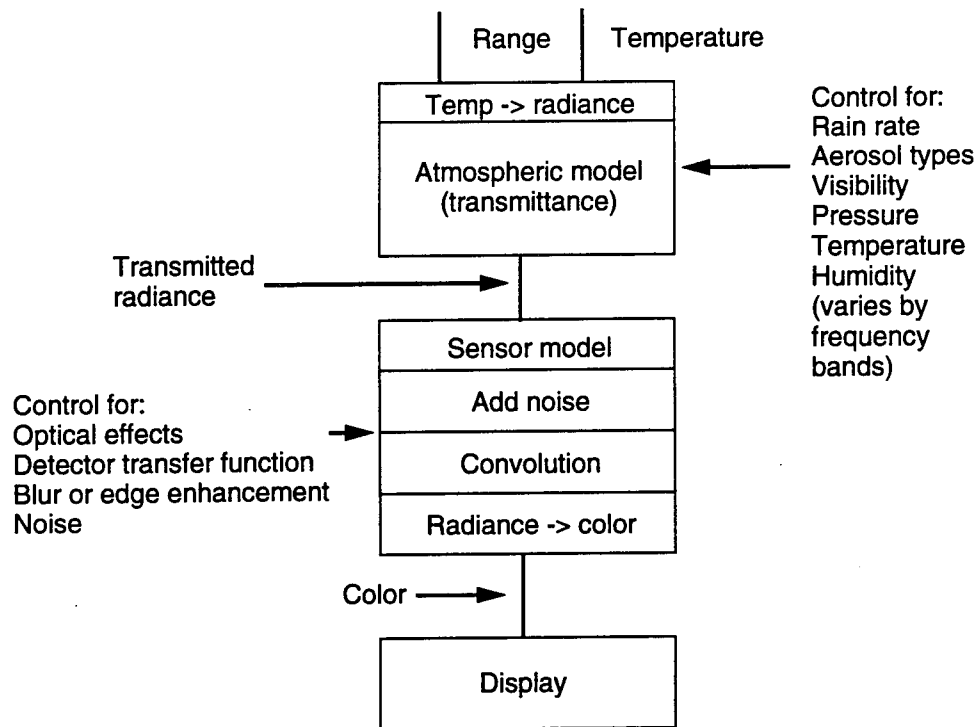 Range
Temperature
Temp -> radiance
Atmospheric model
(transmittance)
Control for:
Rain rate
Aerosol types
Visibility
Pressure
Temperature
Humidity
(varies by
frequency
bands)
Transmitted
radiance
Sensor model
Add noise
Convolution
Radiance -> color
Control for:
Optical effects
Detector transfer function
Blur or edge enhancement
Noise
Color
Display